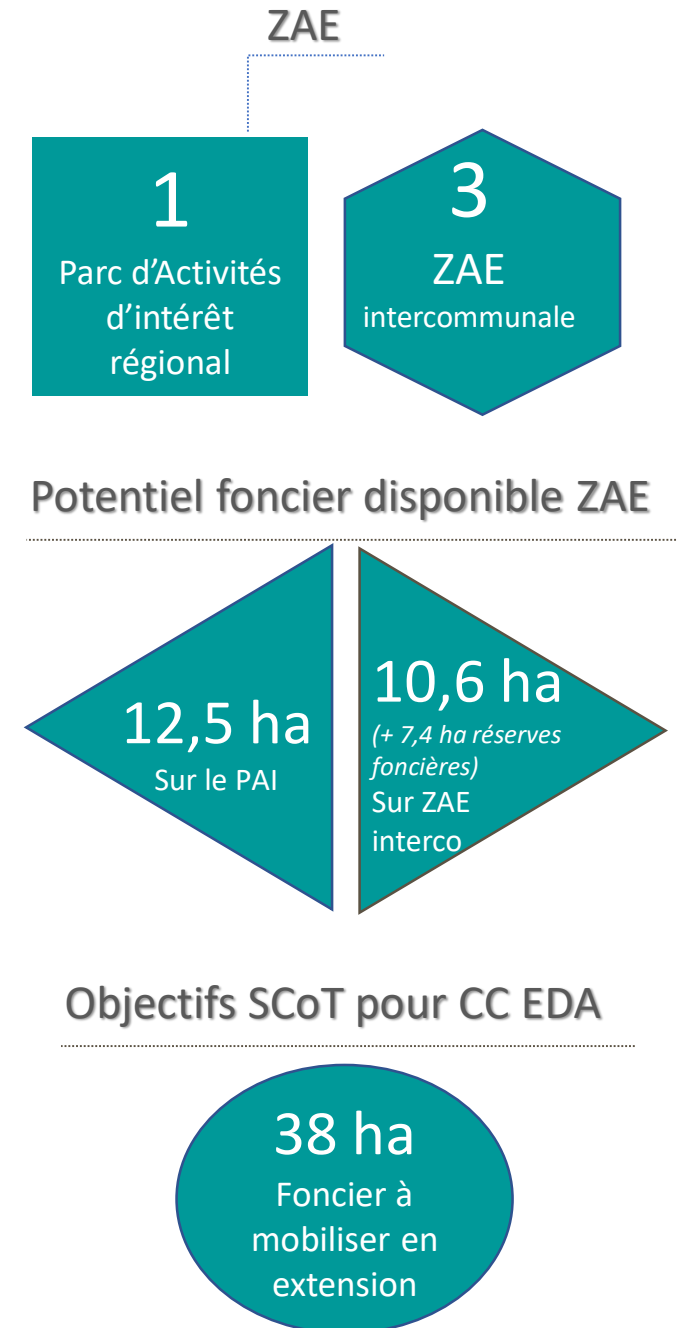 ZAE
1
Parc d'Activités
d'intérêt
régional
3
ZAE
intercommunale
Potentiel foncier disponible ZAE
12,5 ha
Sur le PAI
10,6 ha
(+ 7,4 ha réserves
foncières)
Sur ZAE
interco
Objectifs SCoT pour CC EDA
38 ha
Foncier à
mobiliser en
extension